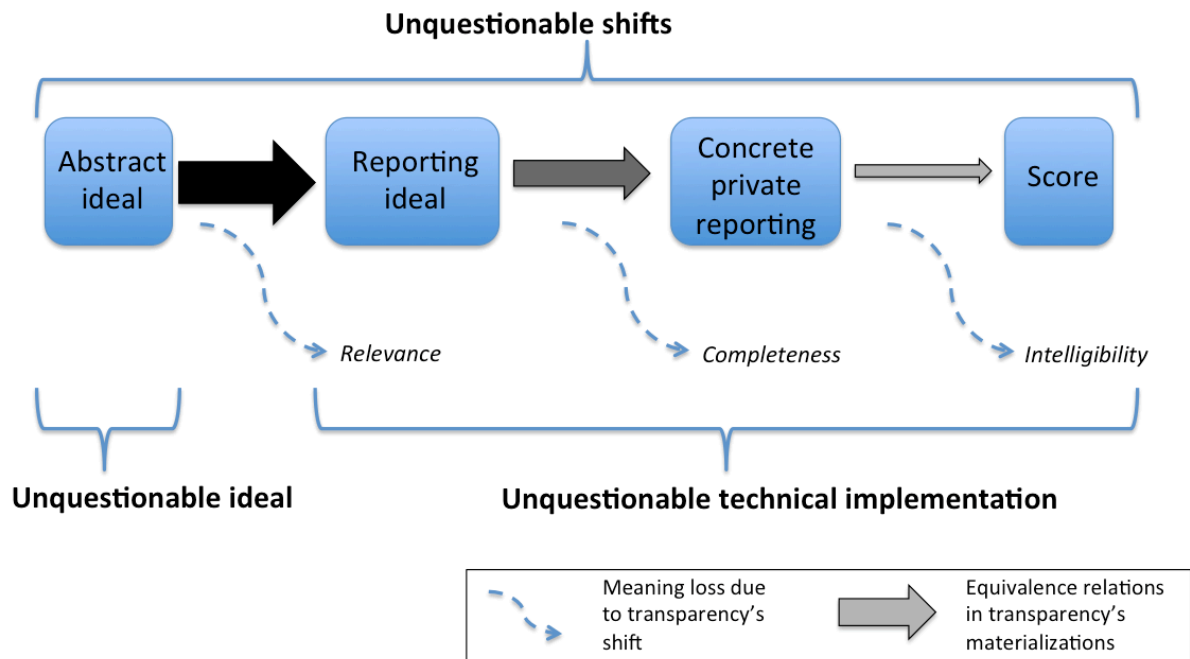 Unquestionable shifts
Abstract
ideal
Reporting
ideal
Concrete
private
reporting
Score
Relevance
Completeness
Intelligibility
Unquestionable ideal
Unquestionable technical implementation
Meaning loss due
to transparency's
shift
Equivalence relations
in transparency's
materializations